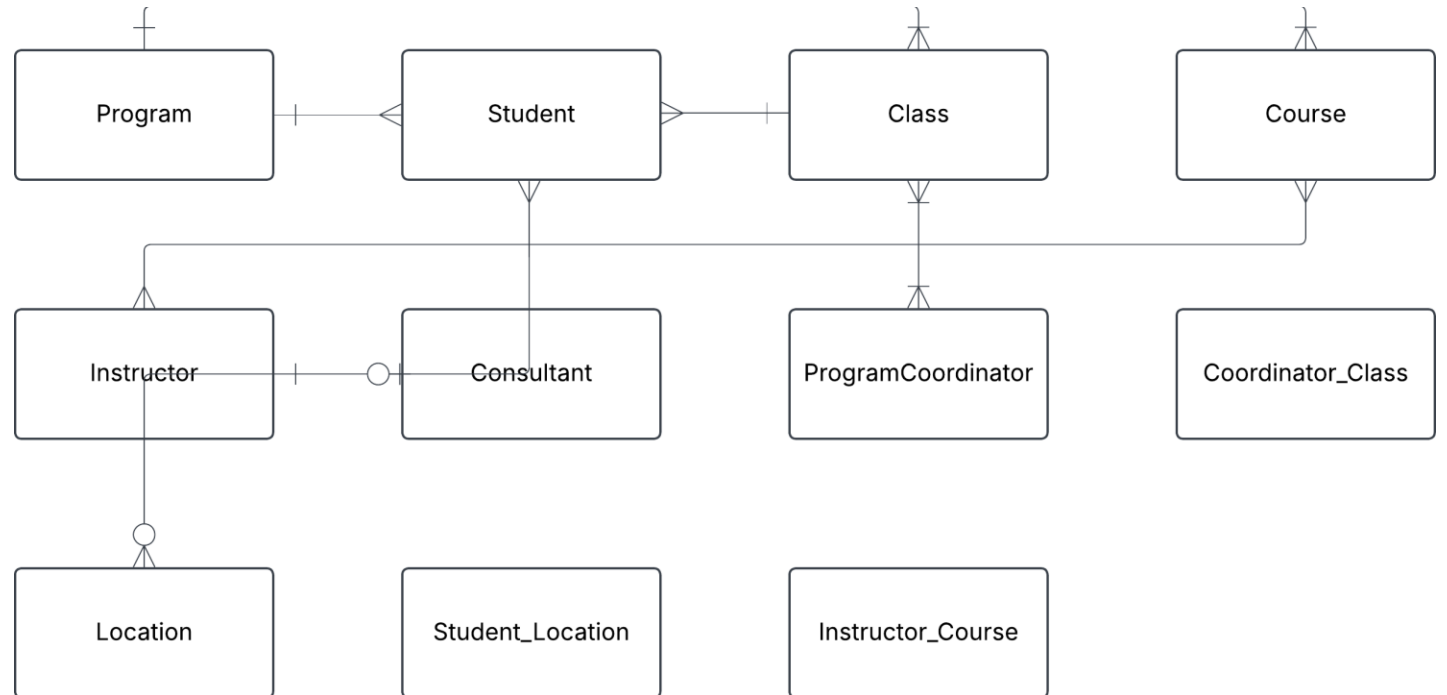 Program
Student
Class
Course
Instructor
Consultant
ProgramCoordinator
Coordinator_Class
Location
Student_Location
Instructor_Course